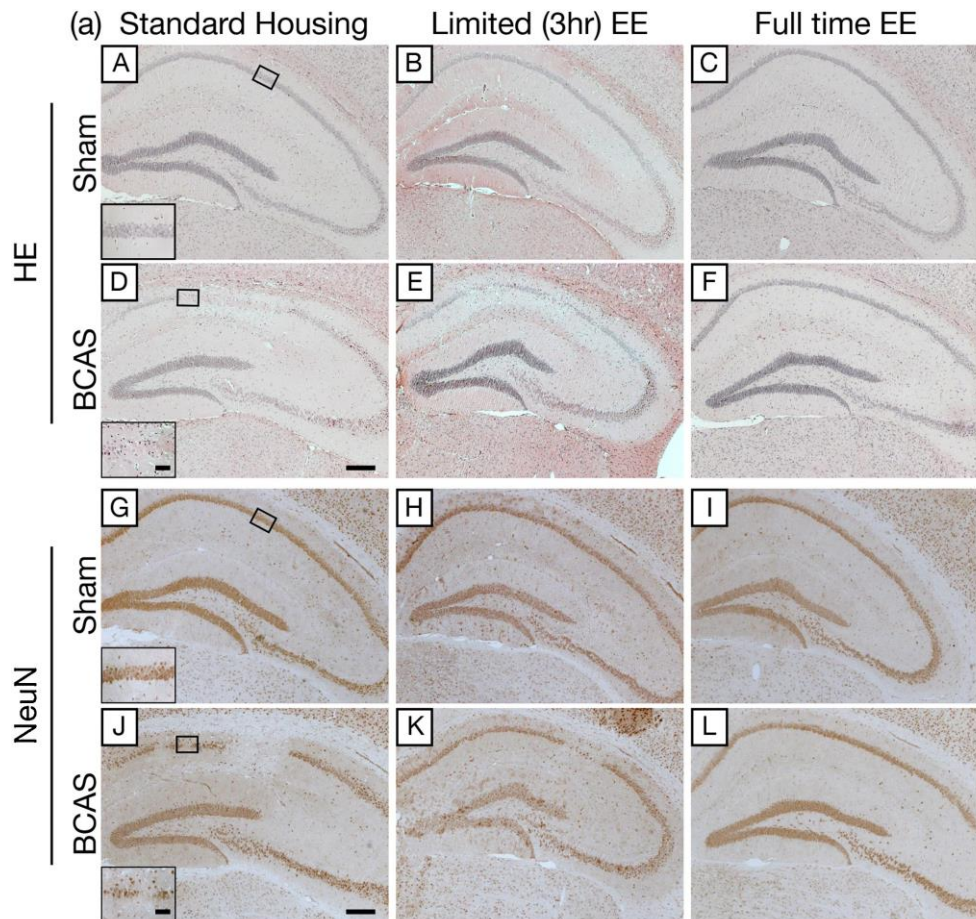 (a) Standard Housing Limited (3hr) EE Full time EE
HE
Sham
A B C
BCAS
D E F
NeuN
Sham
G H I
BCAS
J K L